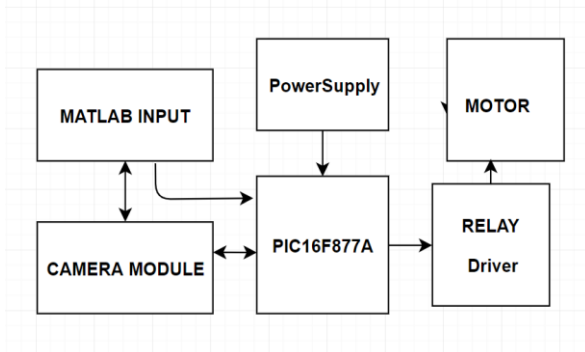 PowerSupply
MATLAB INPUT
MOTOR
CAMERA MODULE
PIC16F877A
RELAY
Driver